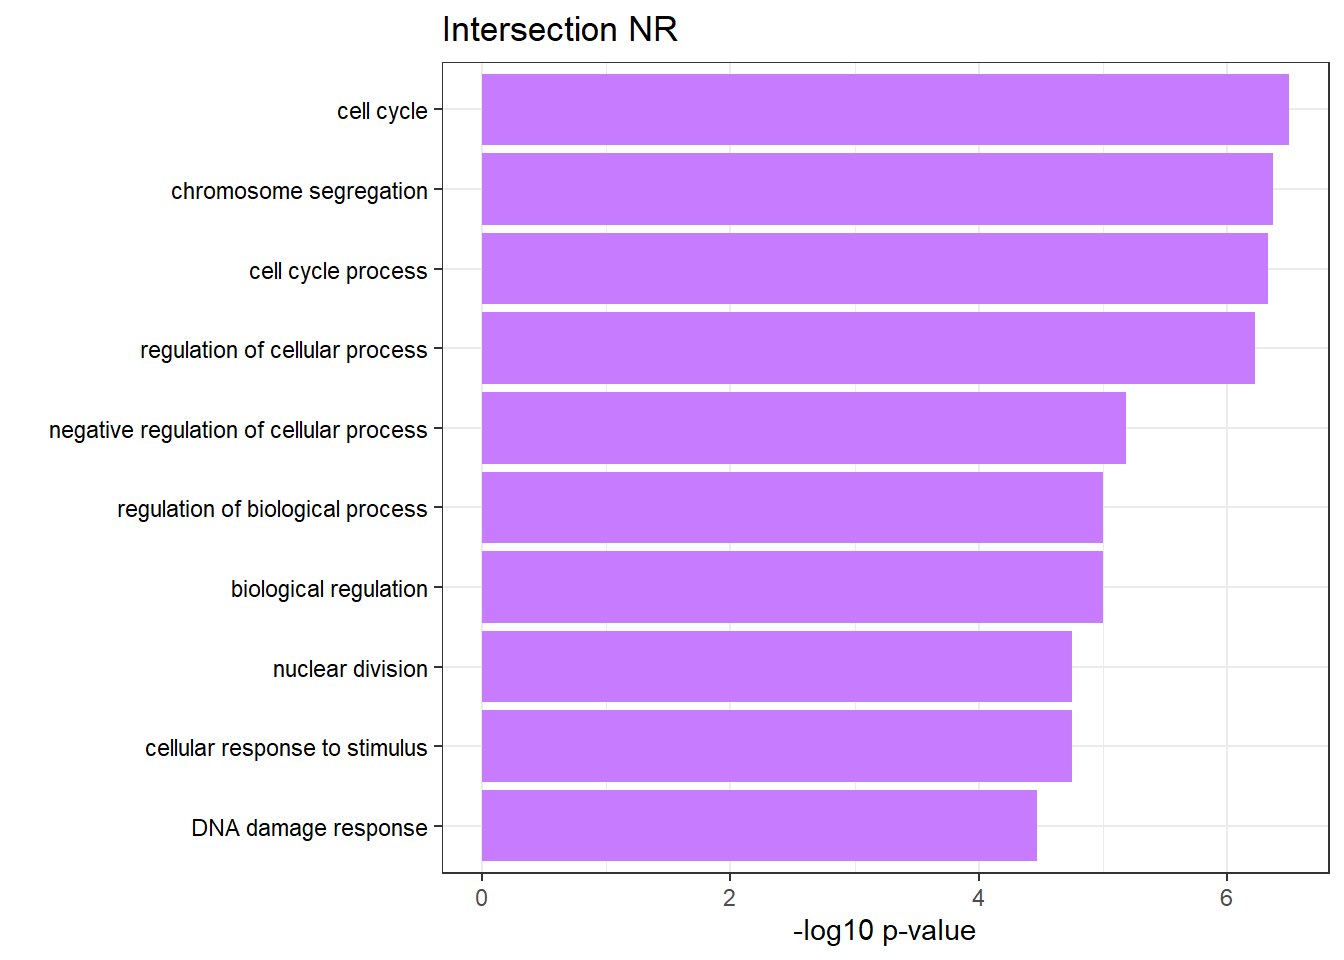 Intersection NR
cell cycle
chromosome segregation
cell cycle process
regulation of cellular process
negative regulation of cellular process
regulation of biological process
biological regulation
nuclear division
cellular response to stimulus
DNA damage response
0 2 4 6
-log10 p-value